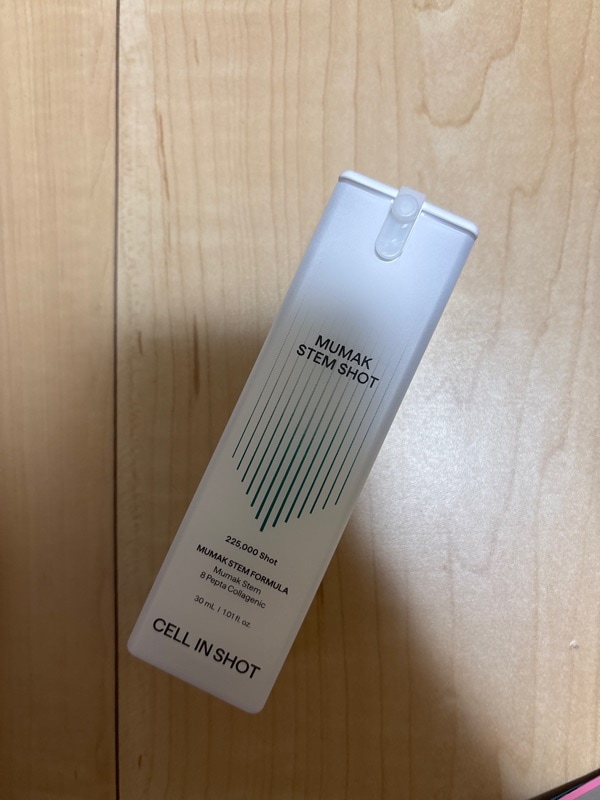 MUMAK
STEM SHOT
225,000 Shot
MUMAK STEM FORMULA
Mumak Stem
8 Pepta Collagenic
30 mL | 1.01 fl. oz.
CELL IN SHOT